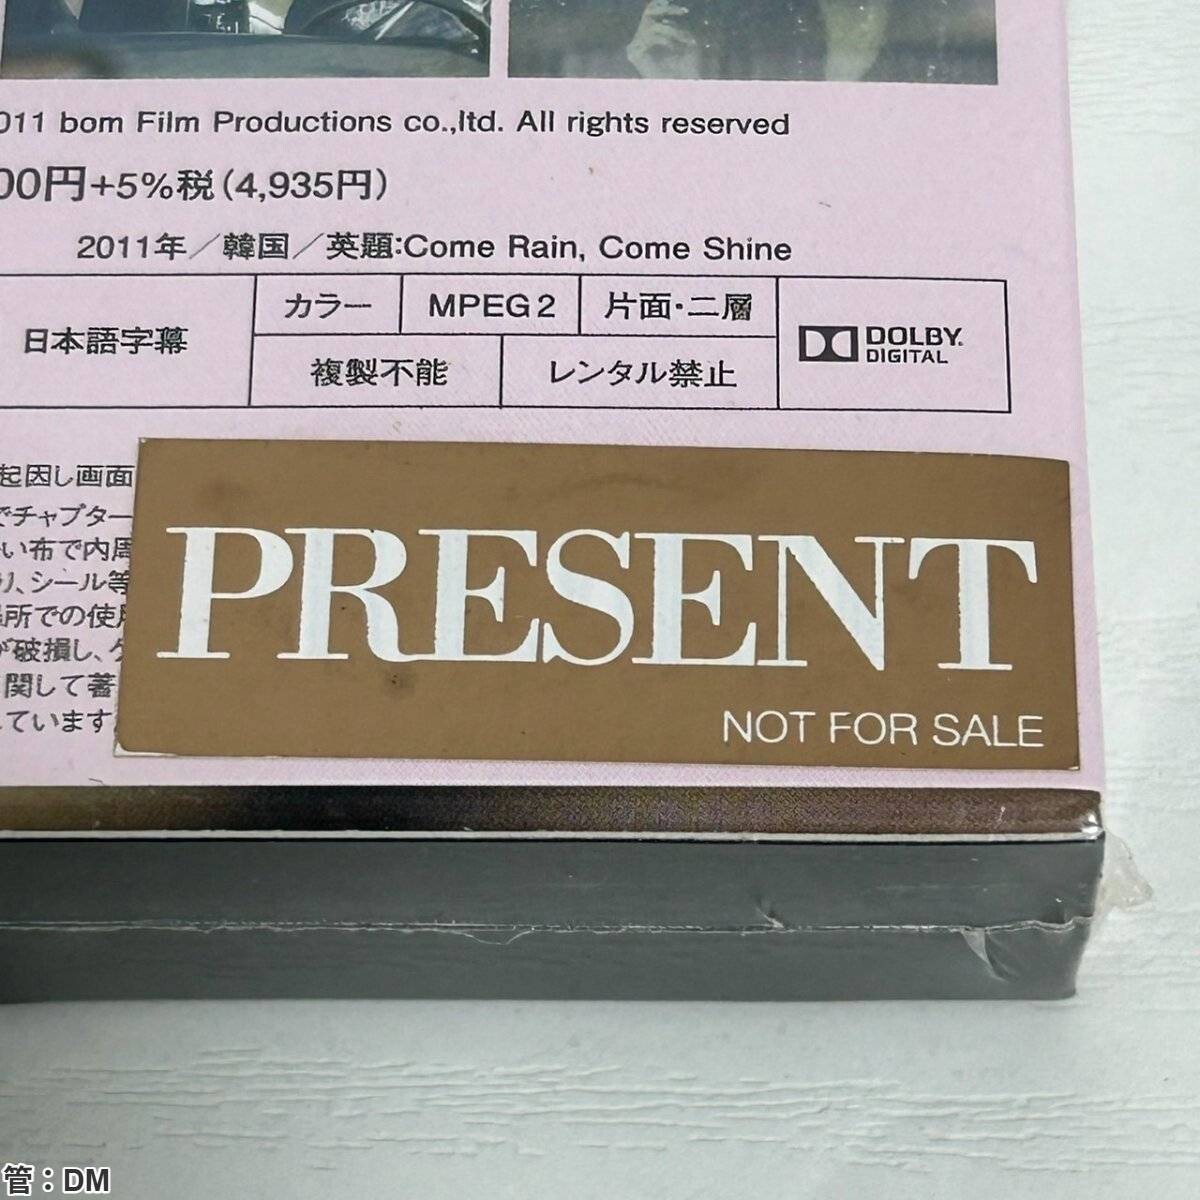 011 bom Film Productions co.,ltd. All rights reserved
00円+5%税(4,935円)
2011年/韓国/英題:Come Rain, Come Shine
日本語字幕
カラー
MPEG2
片面・二層
複製不能
レンタル禁止
DOLBY.
DIGITAL
起因し画面
でチャプター
い布で内周
り、シール等
場所での使用
が破損し、ケ
関して著
れています。
PRESENT
NOT FOR SALE
管:DM